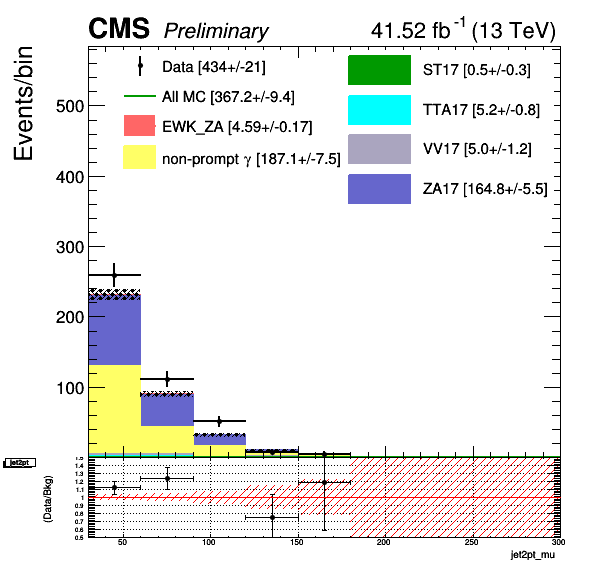 CMS Preliminary 41.52 fb⁻¹ (13 TeV)
Events/bin
Data [434+/-21]
All MC [367.2+/-9.4]
EWK_ZA [4.59+/-0.17]
non-prompt γ [187.1+/-7.5]
ST17 [0.5+/-0.3]
TTA17 [5.2+/-0.8]
VV17 [5.0+/-1.2]
ZA17 [164.8+/-5.5]
500
400
300
200
100
jet2pt
(Data/Bkg)
1.5
1.4
1.3
1.2
1.1
1
0.9
0.8
0.7
0.6
0.5
50 100 150 200 250 300
jet2pt_mu